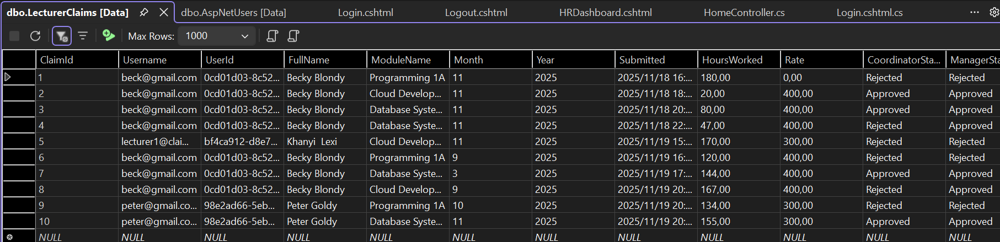 dbo.LecturerClaims [Data] dbo.AspNetUsers [Data] Login.cshtml Logout.cshtml HRDashboard.cshtml HomeController.cs Login.cshtml.cs
Max Rows: 1000
ClaimId Username UserId FullName ModuleName Month Year Submitted HoursWorked Rate CoordinatorSta... ManagerSta
1 beck@gmail.com 0cd01d03-8c52... Becky Blondy Programming 1A 11 2025 2025/11/18 16:... 180,00 0,00 Rejected Rejected
2 beck@gmail.com 0cd01d03-8c52... Becky Blondy Cloud Develop... 11 2025 2025/11/18 18:... 20,00 400,00 Approved Approved
3 beck@gmail.com 0cd01d03-8c52... Becky Blondy Database Syste... 11 2025 2025/11/18 20:... 80,00 400,00 Approved Approved
4 beck@gmail.com 0cd01d03-8c52... Becky Blondy Database Syste... 11 2025 2025/11/18 22:... 47,00 400,00 Rejected Approved
5 lecturer1@clai... bf4ca912-d8e7... Khanyi  Lexi Cloud Develop... 11 2025 2025/11/19 15:... 170,00 300,00 Rejected Rejected
6 beck@gmail.com 0cd01d03-8c52... Becky Blondy Programming 1A 9 2025 2025/11/19 16:... 120,00 400,00 Rejected Rejected
7 beck@gmail.com 0cd01d03-8c52... Becky Blondy Database Syste... 3 2025 2025/11/19 17:... 144,00 400,00 Approved Approved
8 beck@gmail.com 0cd01d03-8c52... Becky Blondy Cloud Develop... 9 2025 2025/11/19 20:... 167,00 400,00 Rejected Approved
9 peter@gmail.co... 98e2ad66-5eb... Peter Goldy Programming 1A 10 2025 2025/11/19 20:... 134,00 300,00 Rejected Rejected
10 peter@gmail.co... 98e2ad66-5eb... Peter Goldy Database Syste... 11 2025 2025/11/19 20:... 155,00 300,00 Approved Approved
NULL NULL NULL NULL NULL NULL NULL NULL NULL NULL NULL NULL